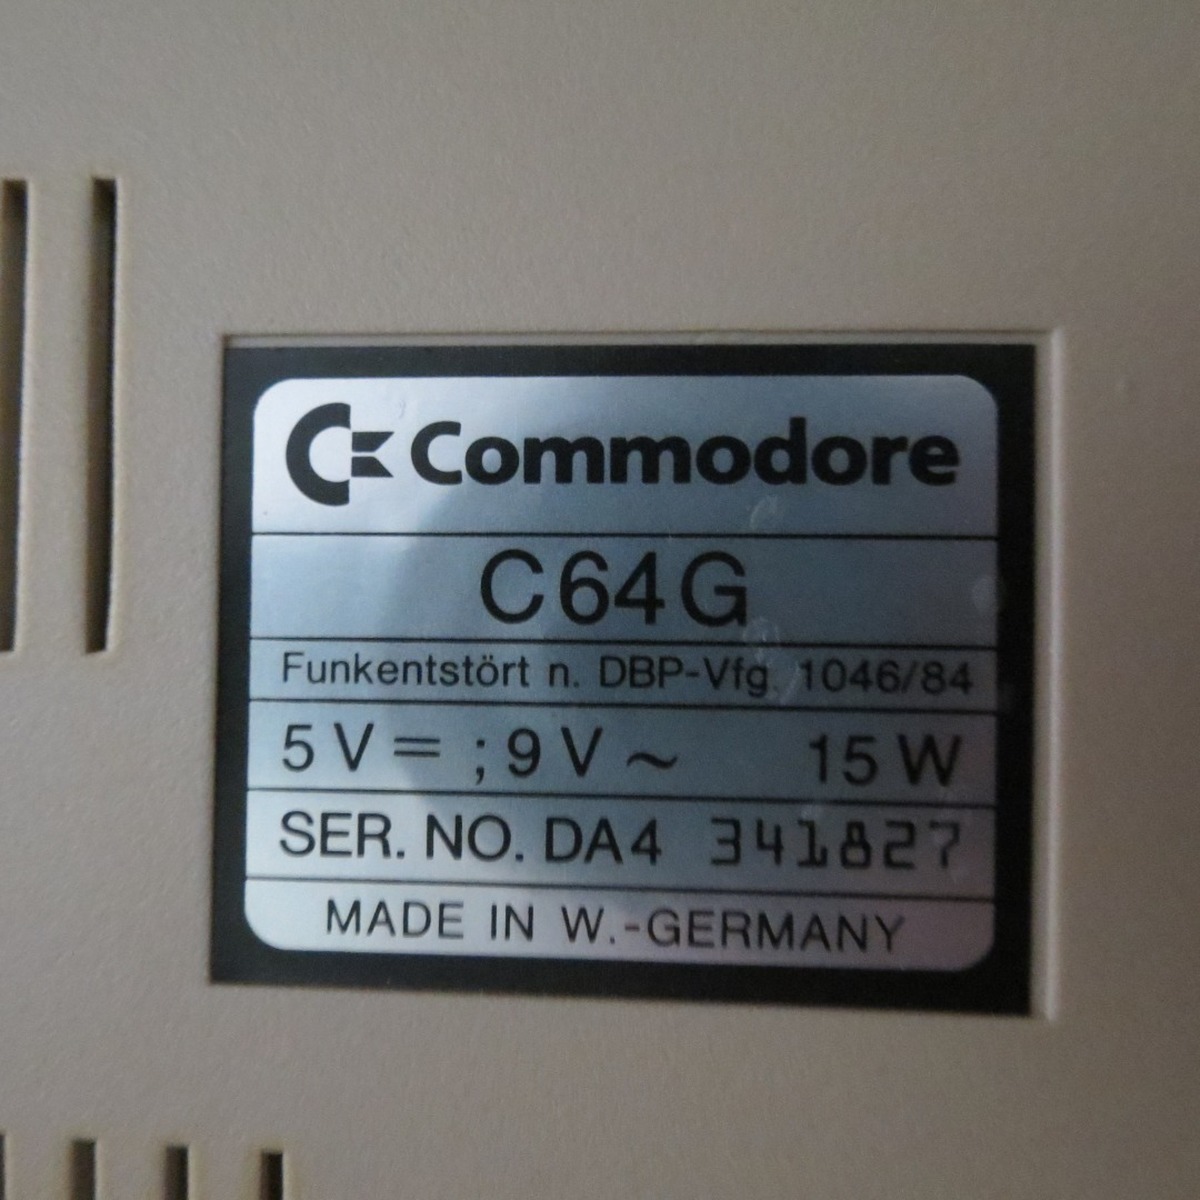 Commodore
C64G
Funkentstört n. DBP-Vfg. 1046/84
5 V = ; 9 V ~ 15 W
SER. NO. DA4 341827
MADE IN W.-GERMANY